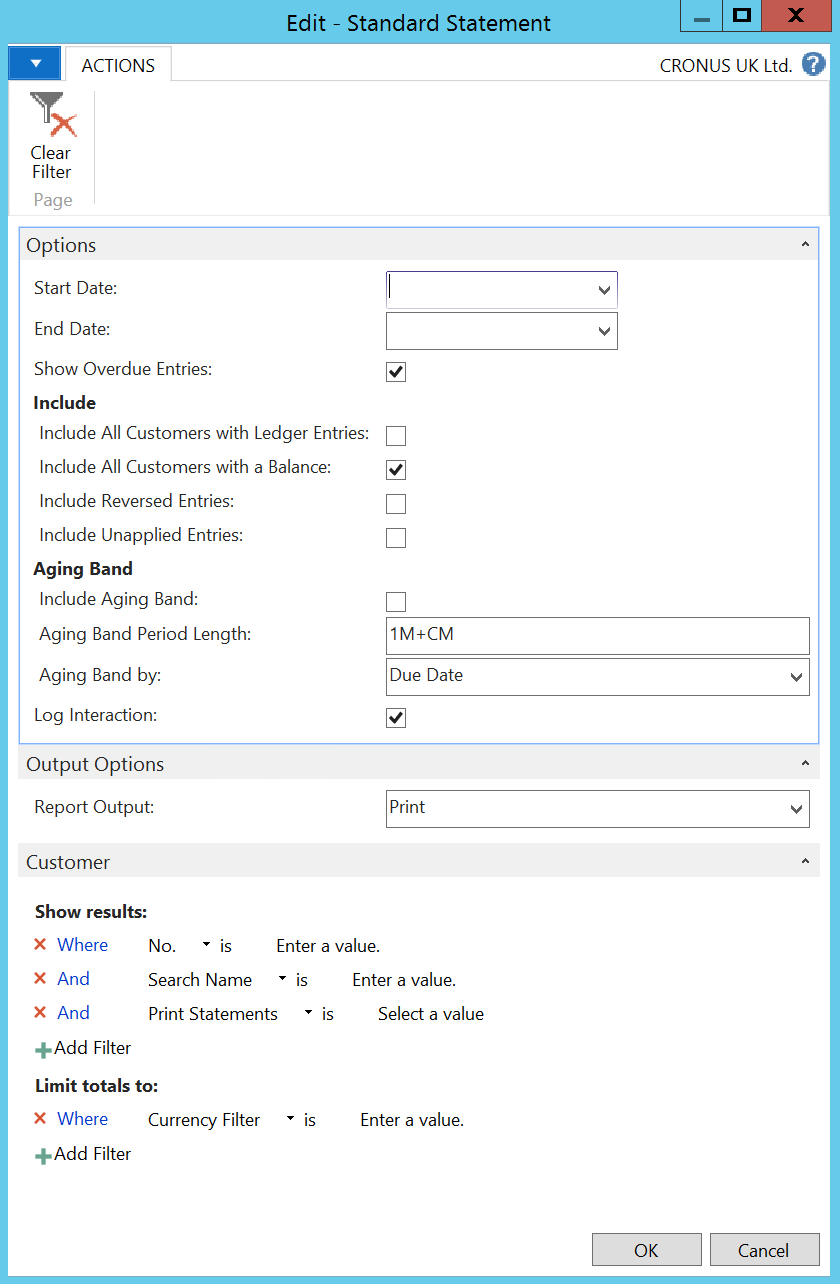 Edit - Standard Statement
ACTIONS
CRONUS UK Ltd.
?
Clear
Filter
Page
Options
Start Date:
End Date:
Show Overdue Entries:
Include
Include All Customers with Ledger Entries:
Include All Customers with a Balance:
Include Reversed Entries:
Include Unapplied Entries:
Aging Band
Include Aging Band:
Aging Band Period Length: 1M+CM
Aging Band by: Due Date
Log Interaction:
Output Options
Report Output: Print
Customer
Show results:
Where No. is Enter a value.
And Search Name is Enter a value.
And Print Statements is Select a value
Add Filter
Limit totals to:
Where Currency Filter is Enter a value.
Add Filter
OK Cancel